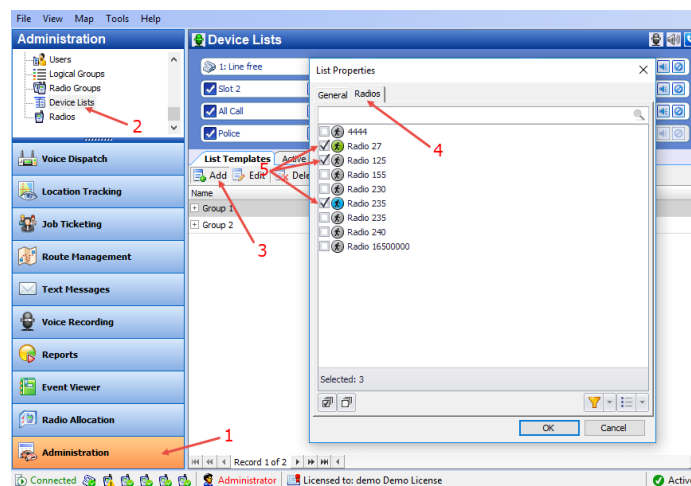 File View Map Tools Help
Administration
Users
Logical Groups
Radio Groups
Device Lists
Radios
2
Voice Dispatch
Location Tracking
Job Ticketing
Route Management
Text Messages
Voice Recording
Reports
Event Viewer
Radio Allocation
Administration
1
Device Lists
1: Line free
Slot 2
All Call
Police
List Templates Active
Add Edit Dele
Name
Group 1
Group 2
3
5
List Properties
General Radios
4
4444
Radio 27
Radio 125
Radio 155
Radio 230
Radio 235
Radio 235
Radio 240
Radio 16500000
Selected: 3
OK Cancel
Record 1 of 2
Connected Administrator Licensed to: demo Demo License Active